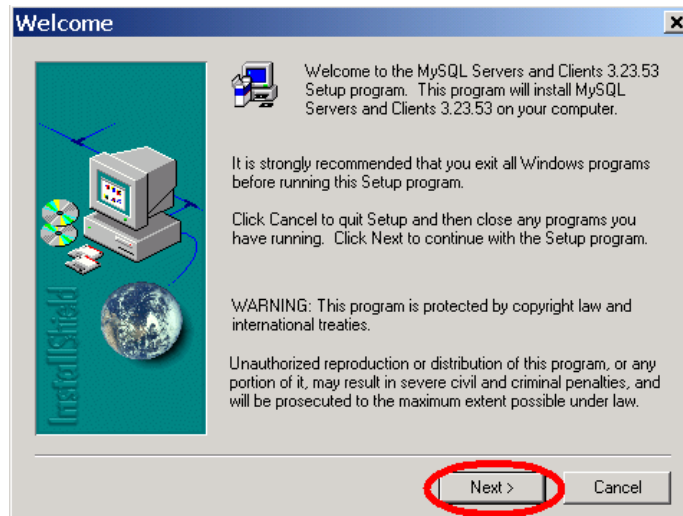 Welcome
Welcome to the MySQL Servers and Clients 3.23.53
Setup program. This program will install MySQL
Servers and Clients 3.23.53 on your computer.
It is strongly recommended that you exit all Windows programs
before running this Setup program.
Click Cancel to quit Setup and then close any programs you
have running. Click Next to continue with the Setup program.
WARNING: This program is protected by copyright law and
international treaties.
Unauthorized reproduction or distribution of this program, or any
portion of it, may result in severe civil and criminal penalties, and
will be prosecuted to the maximum extent possible under law.
InstallShield
Next >
Cancel